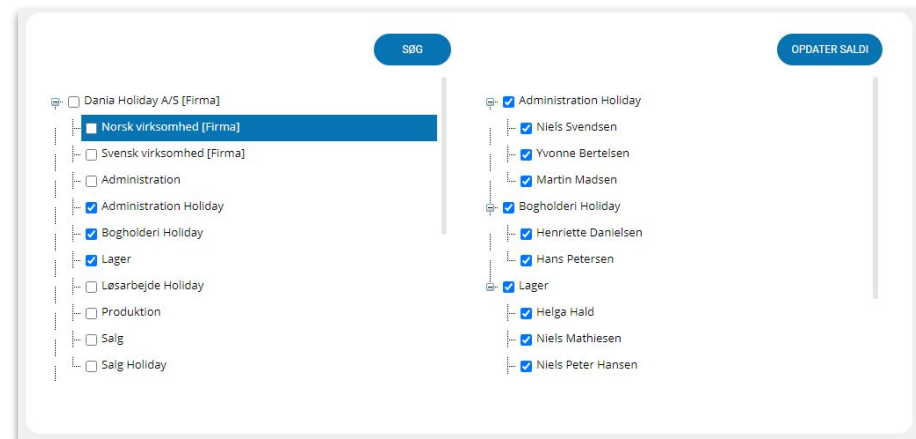 SØG
Dania Holiday A/S [Firma]
Norsk virksomhed [Firma]
Svensk virksomhed [Firma]
Administration
Administration Holiday
Bogholderi Holiday
Lager
Løsarbejde Holiday
Produktion
Salg
Salg Holiday
OPDATER SALDI
Administration Holiday
Niels Svendsen
Yvonne Bertelsen
Martin Madsen
Bogholderi Holiday
Henriette Danielsen
Hans Petersen
Lager
Helga Hald
Niels Mathiesen
Niels Peter Hansen